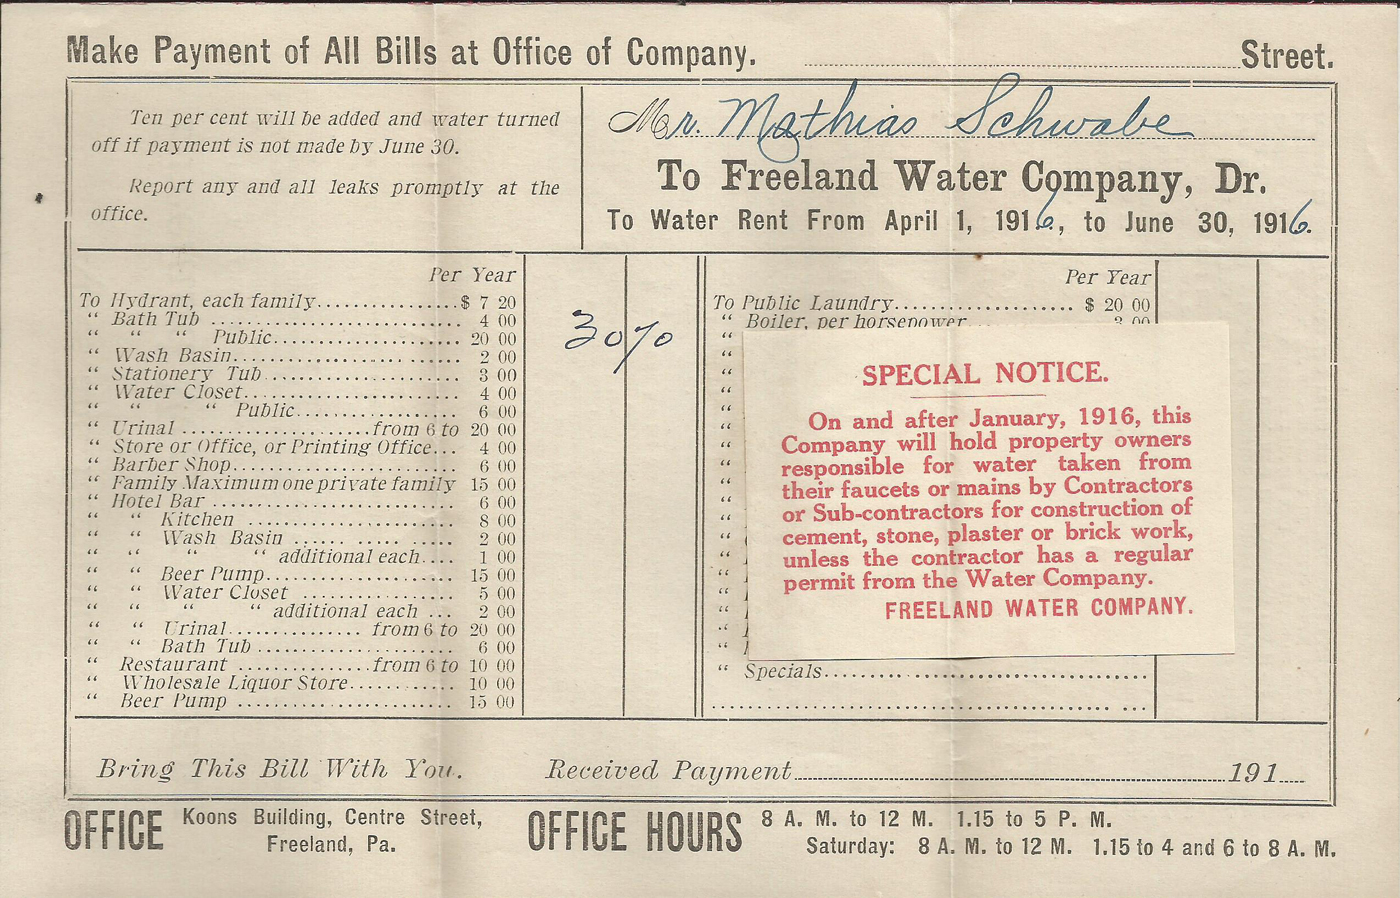 Make Payment of All Bills at Office of Company. Street.
Ten per cent will be added and water turned
off if payment is not made by June 30.
Report any and all leaks promptly at the
office.
Mr. Mathias Schwabe
To Freeland Water Company, Dr.
To Water Rent From April 1, 1916, to June 30, 1916.
Per Year
To Hydrant, each family $ 7 20
“ Bath Tub 4 00
“ “ “ Public 20 00
“ Wash Basin 2 00
“ Stationery Tub 3 00
“ Water Closet 4 00
“ “ “ Public 6 00
“ Urinal from 6 to 20 00
“ Store or Office, or Printing Office 4 00
“ Barber Shop 6 00
“ Family Maximum one private family 15 00
“ Hotel Bar 6 00
“ “ Kitchen 8 00
“ “ Wash Basin 2 00
“ “ “ “ additional each 1 00
“ “ Beer Pump 15 00
“ “ Water Closet 5 00
“ “ “ “ additional each 2 00
“ “ Urinal from 6 to 20 00
“ “ Bath Tub 6 00
“ Restaurant from 6 to 10 00
“ Wholesale Liquor Store 10 00
“ Beer Pump 15 00
Per Year
To Public Laundry $ 20 00
“ Boiler, per horsepower
SPECIAL NOTICE.
On and after January, 1916, this
Company will hold property owners
responsible for water taken from
their faucets or mains by Contractors
or Sub-contractors for construction of
cement, stone, plaster or brick work,
unless the contractor has a regular
permit from the Water Company.
FREELAND WATER COMPANY.
“ Specials
Bring This Bill With You. Received Payment 191
OFFICE Koons Building, Centre Street,
Freeland, Pa.
OFFICE HOURS 8 A. M. to 12 M. 1.15 to 5 P. M.
Saturday: 8 A. M. to 12 M. 1.15 to 4 and 6 to 8 A. M.